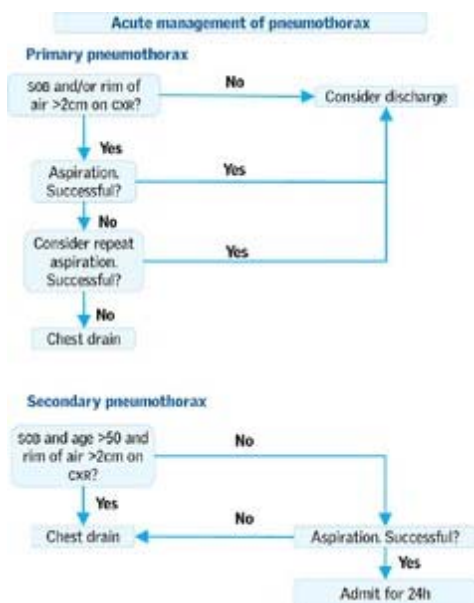 Acute management of pneumothorax
Primary pneumothorax
SOB and/or rim of
air >2cm on CXR?
No
Consider discharge
Yes
Aspiration.
Successful?
Yes
No
Consider repeat
aspiration.
Successful?
Yes
No
Chest drain
Secondary pneumothorax
SOB and age >50 and
rim of air >2cm on
CXR?
No
Yes
No
Chest drain
Aspiration. Successful?
Yes
Admit for 24h